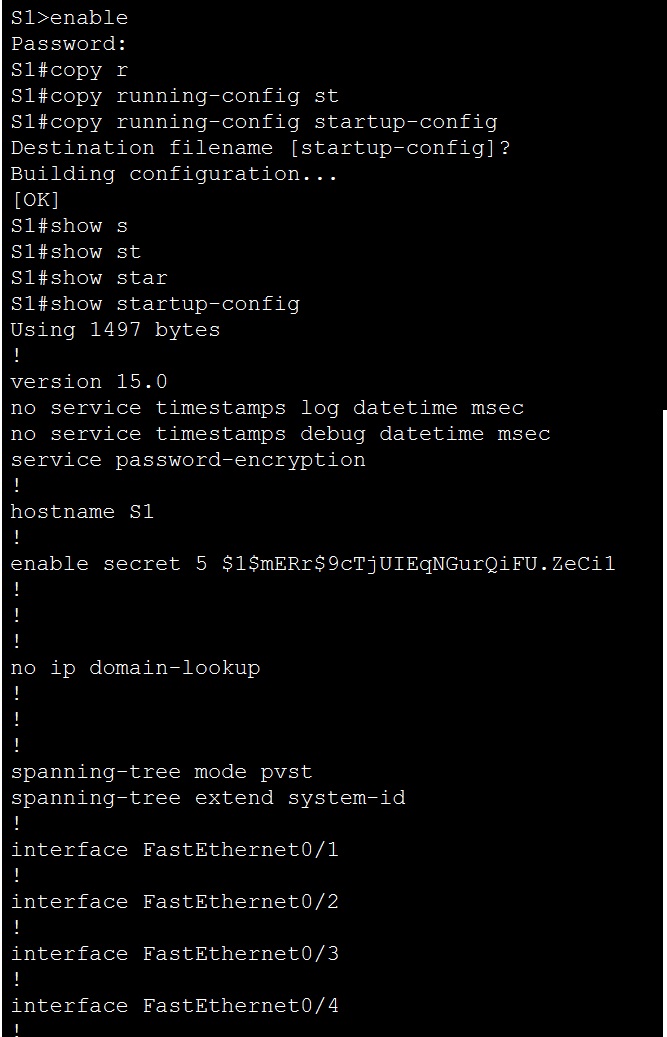 S1>enable
Password:
S1#copy r
S1#copy running-config st
S1#copy running-config startup-config
Destination filename [startup-config]?
Building configuration...
[OK]
S1#show s
S1#show st
S1#show star
S1#show startup-config
Using 1497 bytes
!
version 15.0
no service timestamps log datetime msec
no service timestamps debug datetime msec
service password-encryption
!
hostname S1
!
enable secret 5 $1$mERr$9cTjUIEqNGurQiFU.ZeCi1
!
!
!
no ip domain-lookup
!
!
!
spanning-tree mode pvst
spanning-tree extend system-id
!
interface FastEthernet0/1
!
interface FastEthernet0/2
!
interface FastEthernet0/3
!
interface FastEthernet0/4
!